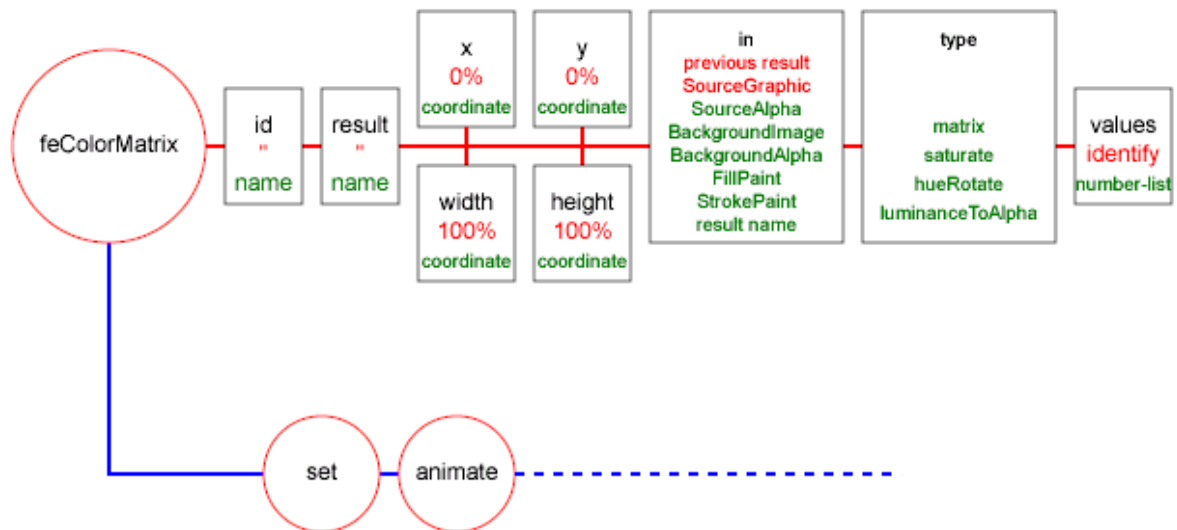 feColorMatrix
id
"
name
result
"
name
x
0%
coordinate
y
0%
coordinate
width
100%
coordinate
height
100%
coordinate
in
previous result
SourceGraphic
SourceAlpha
BackgroundImage
BackgroundAlpha
FillPaint
StrokePaint
result name
type
matrix
saturate
hueRotate
luminanceToAlpha
values
identify
number-list
set
animate